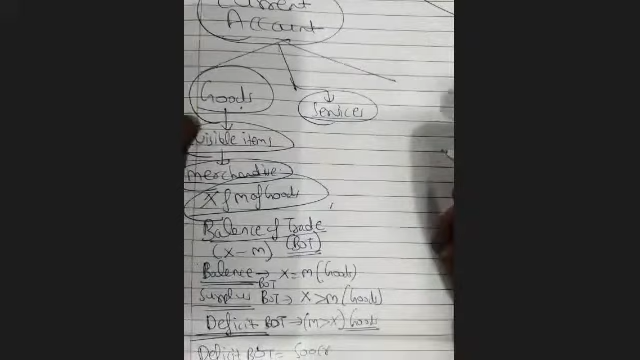 Current
Account
Goods
Services
visible items
merchandise
X & M of Goods
Balance of Trade
(X-M) (BOT)
Balence BOT → X = M (Goods)
Surplus BOT → X > M (Goods)
Deficit BOT → (M > X) Goods
Deficit BOT =